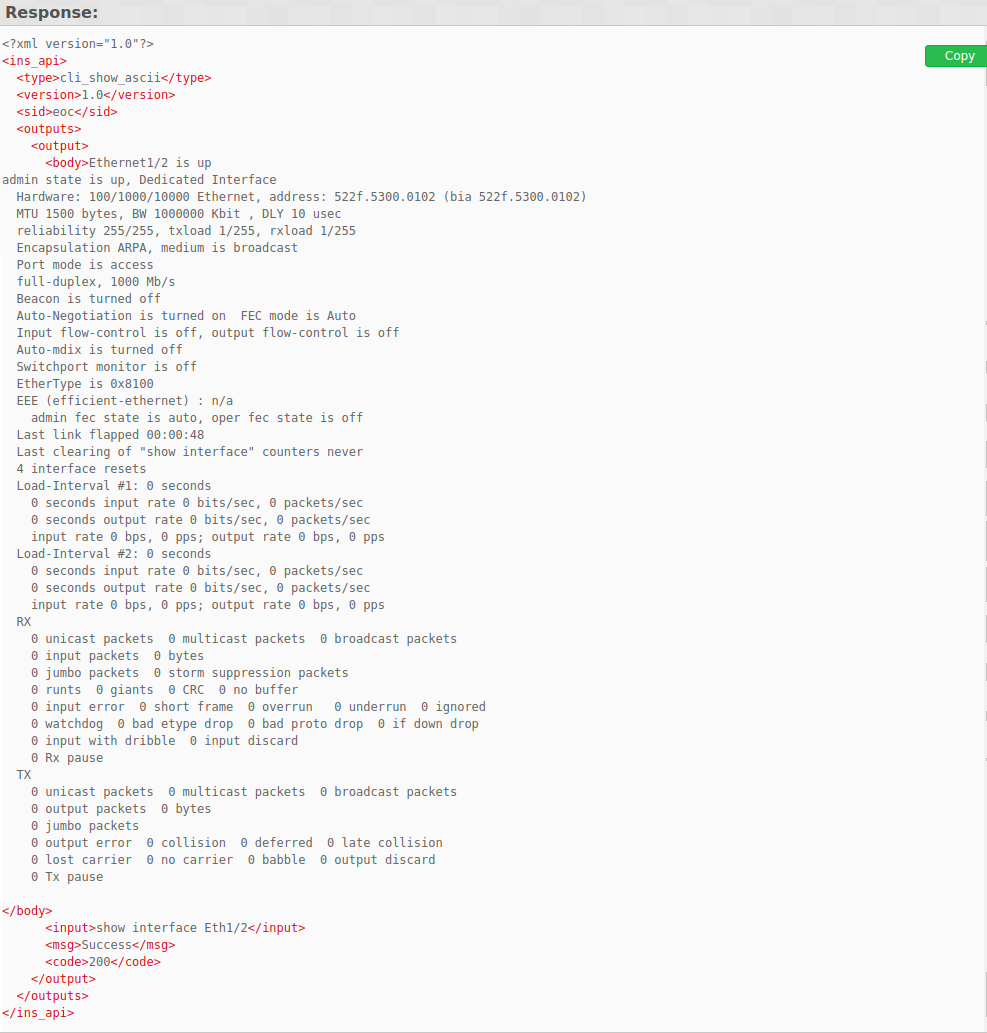 Response:
Copy
<?xml version="1.0"?>
<ins_api>
  <type>cli_show_ascii</type>
  <version>1.0</version>
  <sid>eoc</sid>
  <outputs>
    <output>
      <body>Ethernet1/2 is up
admin state is up, Dedicated Interface
  Hardware: 100/1000/10000 Ethernet, address: 522f.5300.0102 (bia 522f.5300.0102)
  MTU 1500 bytes, BW 1000000 Kbit , DLY 10 usec
  reliability 255/255, txload 1/255, rxload 1/255
  Encapsulation ARPA, medium is broadcast
  Port mode is access
  full-duplex, 1000 Mb/s
  Beacon is turned off
  Auto-Negotiation is turned on  FEC mode is Auto
  Input flow-control is off, output flow-control is off
  Auto-mdix is turned off
  Switchport monitor is off
  EtherType is 0x8100
  EEE (efficient-ethernet) : n/a
    admin fec state is auto, oper fec state is off
  Last link flapped 00:00:48
  Last clearing of "show interface" counters never
  4 interface resets
  Load-Interval #1: 0 seconds
    0 seconds input rate 0 bits/sec, 0 packets/sec
    0 seconds output rate 0 bits/sec, 0 packets/sec
    input rate 0 bps, 0 pps; output rate 0 bps, 0 pps
  Load-Interval #2: 0 seconds
    0 seconds input rate 0 bits/sec, 0 packets/sec
    0 seconds output rate 0 bits/sec, 0 packets/sec
    input rate 0 bps, 0 pps; output rate 0 bps, 0 pps
  RX
    0 unicast packets  0 multicast packets  0 broadcast packets
    0 input packets  0 bytes
    0 jumbo packets  0 storm suppression packets
    0 runts  0 giants  0 CRC  0 no buffer
    0 input error  0 short frame  0 overrun   0 underrun  0 ignored
    0 watchdog  0 bad etype drop  0 bad proto drop  0 if down drop
    0 input with dribble  0 input discard
    0 Rx pause
  TX
    0 unicast packets  0 multicast packets  0 broadcast packets
    0 output packets  0 bytes
    0 jumbo packets
    0 output error  0 collision  0 deferred  0 late collision
    0 lost carrier  0 no carrier  0 babble  0 output discard
    0 Tx pause
</body>
      <input>show interface Eth1/2</input>
      <msg>Success</msg>
      <code>200</code>
    </output>
  </outputs>
</ins_api>